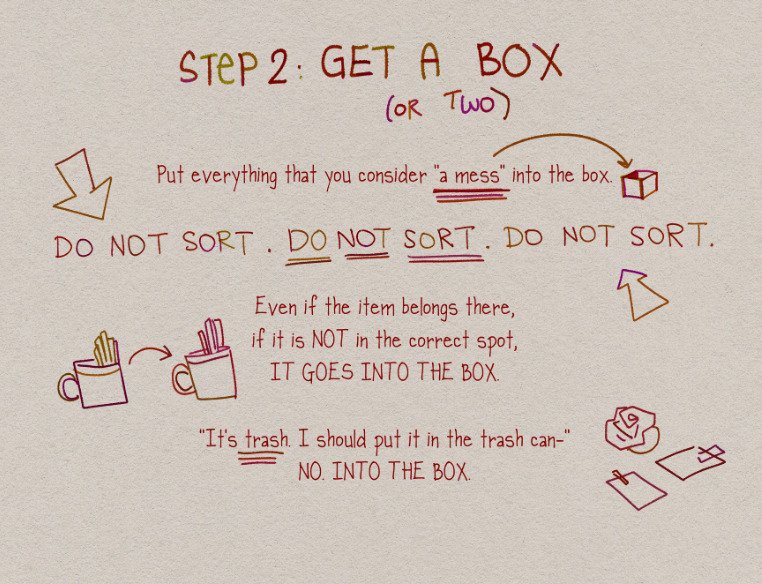 STEP 2: GET A BOX
(OR TWO)
Put everything that you consider "a mess" into the box.
DO NOT SORT. DO NOT SORT. DO NOT SORT.
Even if the item belongs there,
if it is NOT in the correct spot,
IT GOES INTO THE BOX.
"It's trash. I should put it in the trash can-"
NO. INTO THE BOX.